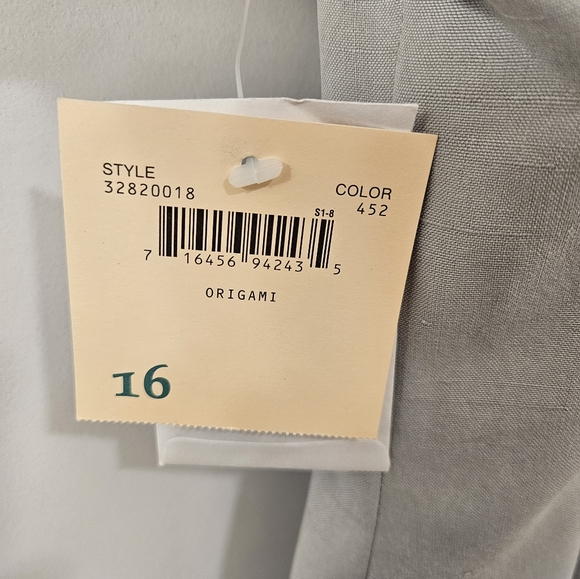 STYLE
32820018
COLOR
452
S1-8
7 16456 94243 5
ORIGAMI
16